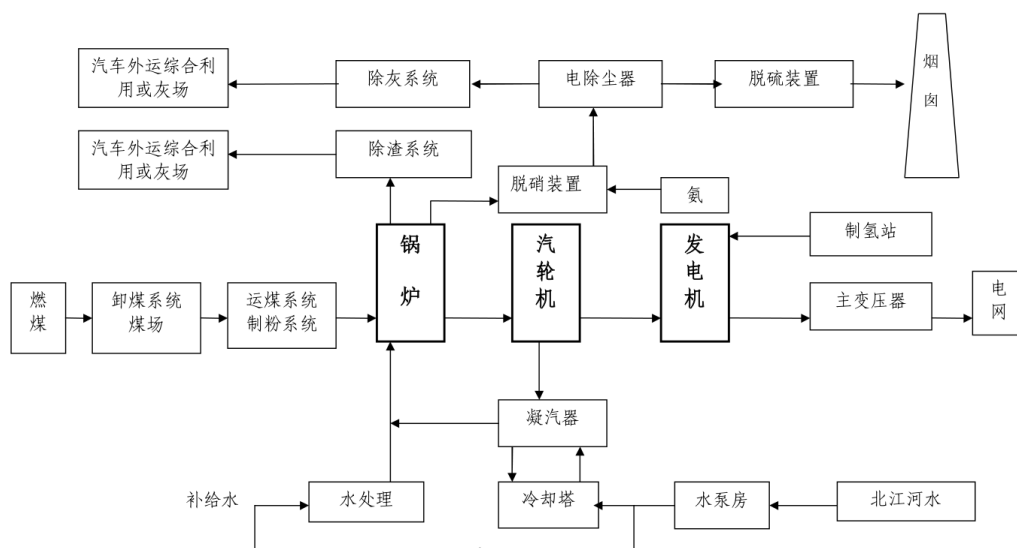 汽车外运综合利
用或灰场
除灰系统
电除尘器
脱硫装置
烟
囱
汽车外运综合利
用或灰场
除渣系统
脱硝装置
氨
锅
炉
汽
轮
机
发
电
机
制氢站
燃
煤
卸煤系统
煤场
运煤系统
制粉系统
主变压器
电
网
凝汽器
补给水
水处理
冷却塔
水泵房
北江河水